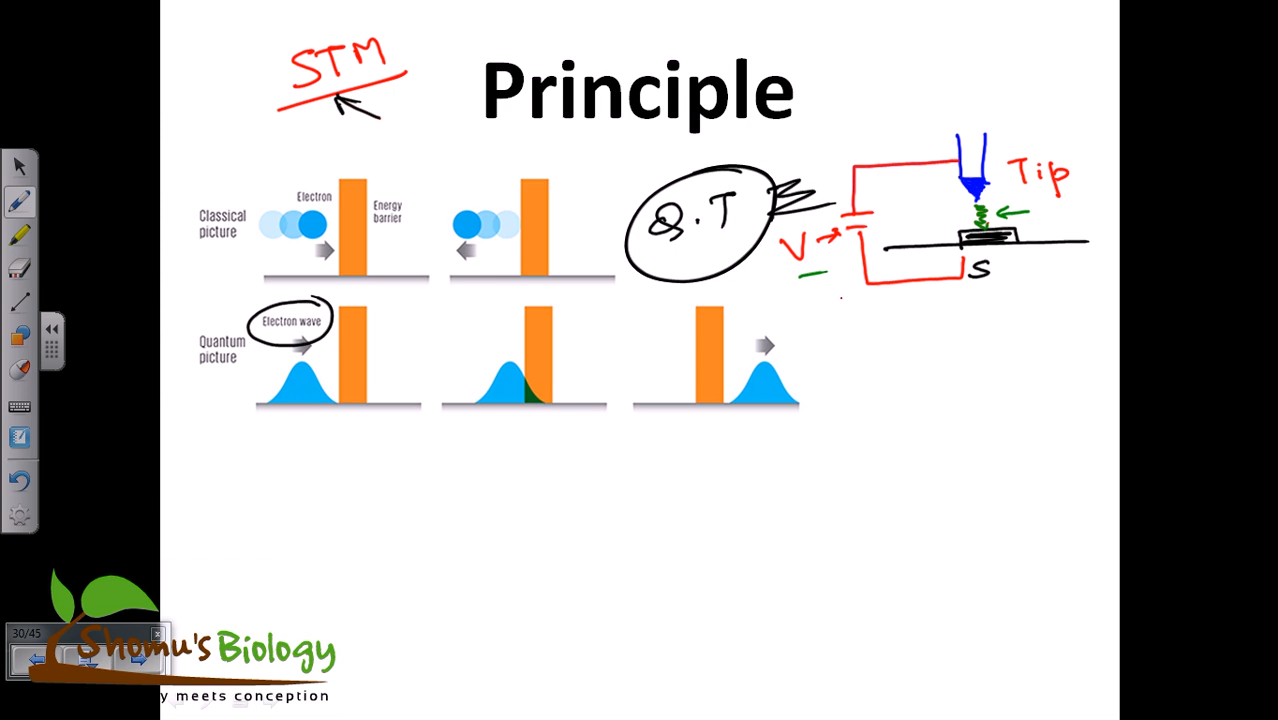 STM
Principle
Electron
Energy
barrier
Classical
picture
Q.T
Tip
V
S
Electron wave
Quantum
picture
30/45
Shomu's Biology
y meets conception